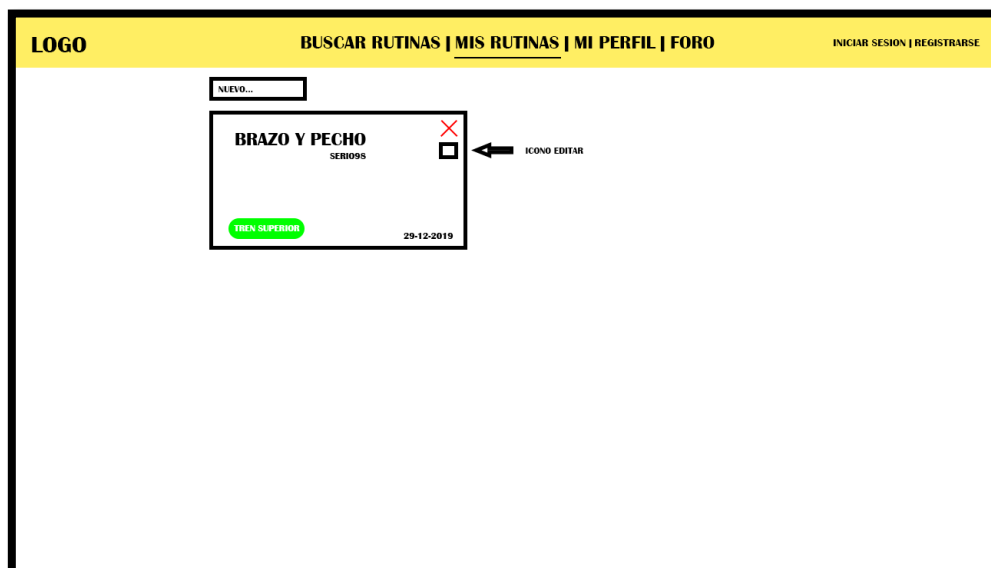 LOGO
BUSCAR RUTINAS | MIS RUTINAS | MI PERFIL | FORO
INICIAR SESION | REGISTRARSE
NUEVO...
BRAZO Y PECHO
SERIO98
ICONO EDITAR
TREN SUPERIOR
29-12-2019